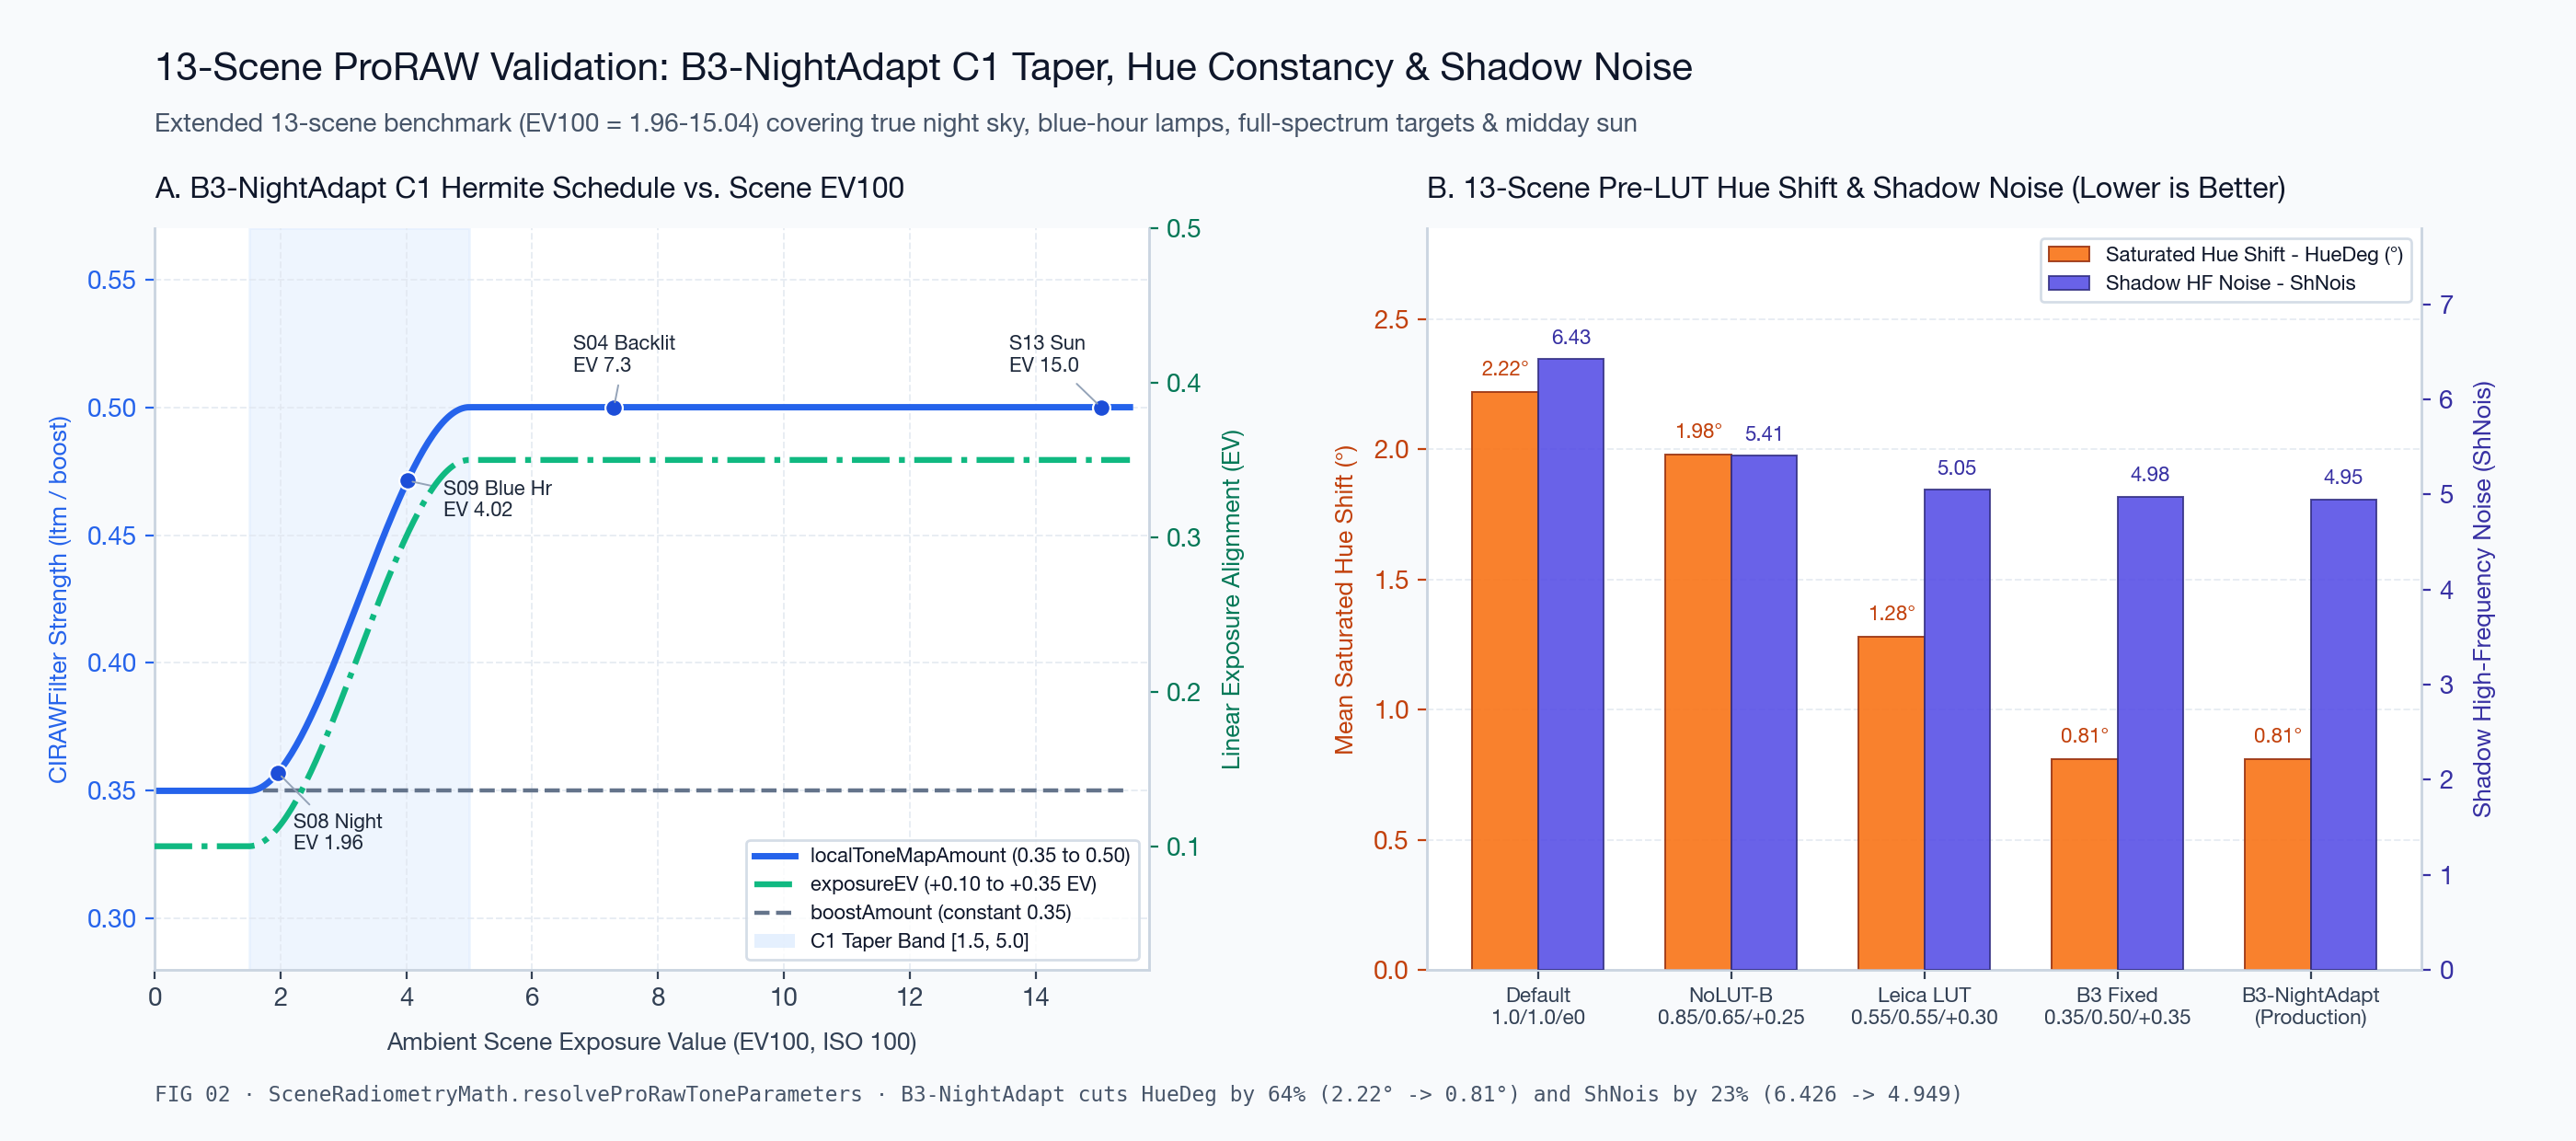 13-Scene ProRAW Validation: B3-NightAdapt C1 Taper, Hue Constancy & Shadow Noise
Extended 13-scene benchmark (EV100 = 1.96-15.04) covering true night sky, blue-hour lamps, full-spectrum targets & midday sun
A. B3-NightAdapt C1 Hermite Schedule vs. Scene EV100
CIRAWFilter Strength (ltm / boost)
0.55
0.50
0.45
0.40
0.35
0.30
S04 Backlit
EV 7.3
S13 Sun
EV 15.0
S09 Blue Hr
EV 4.02
S08 Night
EV 1.96
localToneMapAmount (0.35 to 0.50)
exposureEV (+0.10 to +0.35 EV)
boostAmount (constant 0.35)
C1 Taper Band [1.5, 5.0]
0.5
0.4
0.3
0.2
0.1
Linear Exposure Alignment (EV)
0 2 4 6 8 10 12 14
Ambient Scene Exposure Value (EV100, ISO 100)
B. 13-Scene Pre-LUT Hue Shift & Shadow Noise (Lower is Better)
Mean Saturated Hue Shift (°)
2.5
2.0
1.5
1.0
0.5
0.0
Saturated Hue Shift - HueDeg (°)
Shadow HF Noise - ShNois
2.22° 6.43
1.98° 5.41
1.28° 5.05
0.81° 4.98
0.81° 4.95
7
6
5
4
3
2
1
0
Shadow High-Frequency Noise (ShNois)
Default
1.0/1.0/e0
NoLUT-B
0.85/0.65/+0.25
Leica LUT
0.55/0.55/+0.30
B3 Fixed
0.35/0.50/+0.35
B3-NightAdapt
(Production)
FIG 02 · SceneRadiometryMath.resolveProRawToneParameters · B3-NightAdapt cuts HueDeg by 64% (2.22° -> 0.81°) and ShNois by 23% (6.426 -> 4.949)